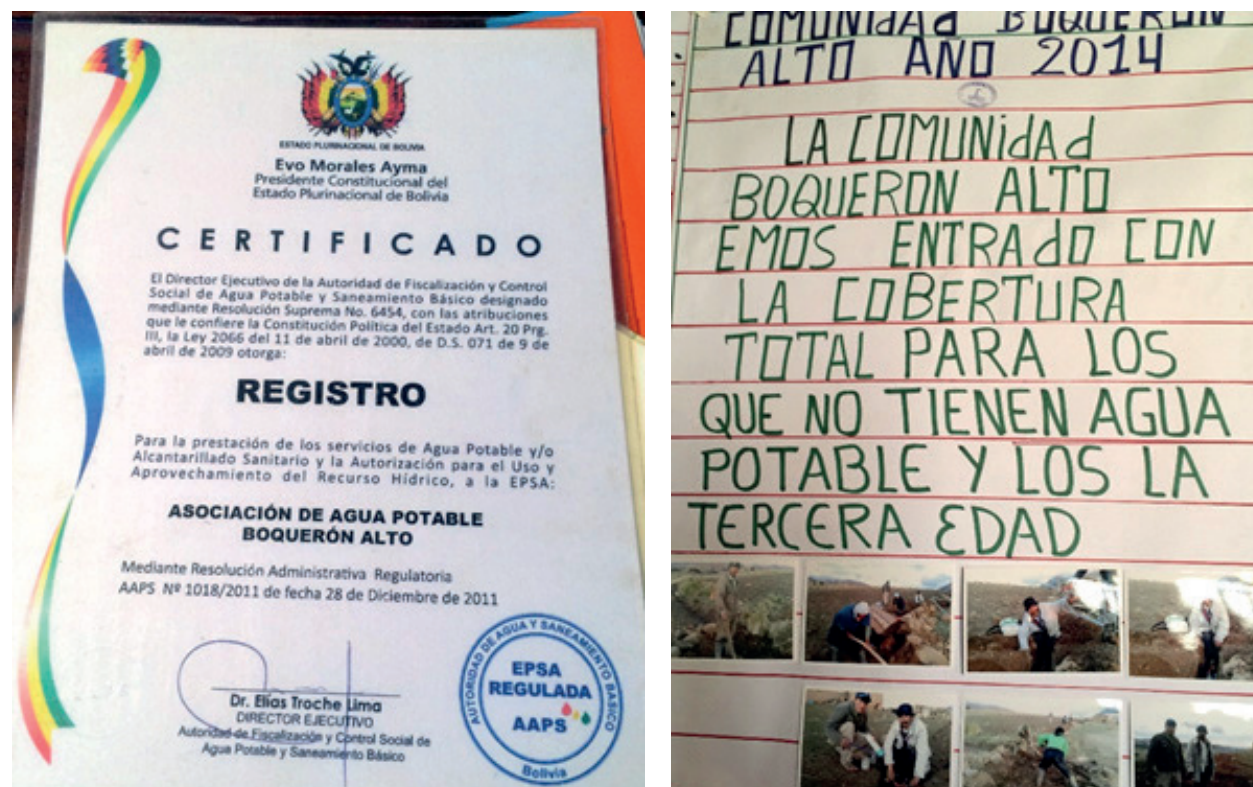 ESTADO PLURINACIONAL DE BOLIVIA
Evo Morales Ayma
Presidente Constitucional del
Estado Plurinacional de Bolivia
CERTIFICADO
El Director Ejecutivo de la Autoridad de Fiscalización y Control
Social de Agua Potable y Saneamiento Básico designado
mediante Resolución Suprema No. 6454, con las atribuciones
que le confiere la Constitución Política del Estado Art. 20 Prg.
III, la Ley 2066 del 11 de abril de 2000, de D.S. 071 de 9 de
abril de 2009 otorga:
REGISTRO
Para la prestación de los servicios de Agua Potable y/o
Alcantarillado Sanitario y la Autorización para el Uso y
Aprovechamiento del Recurso Hídrico, a la EPSA:
ASOCIACIÓN DE AGUA POTABLE
BOQUERÓN ALTO
Mediante Resolución Administrativa Regulatoria
AAPS Nº 1018/2011 de fecha 28 de Diciembre de 2011
Dr. Elías Troche Lima
DIRECTOR EJECUTIVO
Autoridad de Fiscalización y Control Social de
Agua Potable y Saneamiento Básico
AUTORIDAD DE AGUA Y SANEAMIENTO BASICO
EPSA
REGULADA
AAPS
Bolivia
COMUNIdAd BOQUERON
ALTO AÑO 2014
LA COMUNIdAd
BOQUERON ALTO
EMOS ENTRAdO CON
LA COBERTURA
TOTAL PARA LOS
QUE NO TIENEN AGUA
POTABLE Y LOS LA
TERCERA EDAD